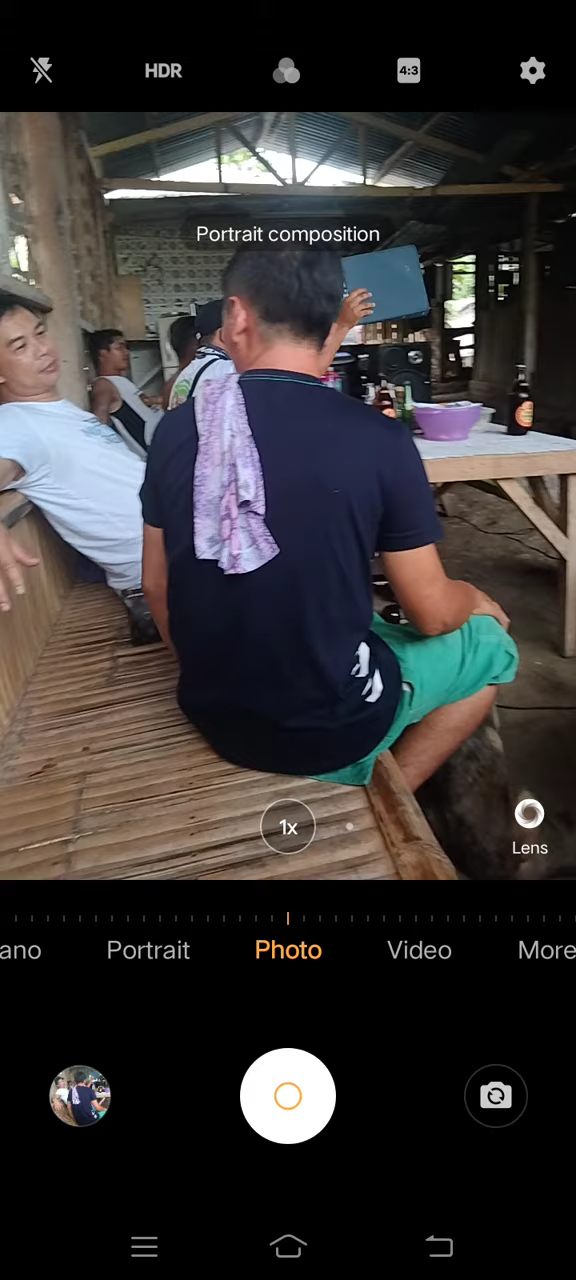 HDR
4:3
Portrait composition
1x
Lens
ano
Portrait
Photo
Video
More